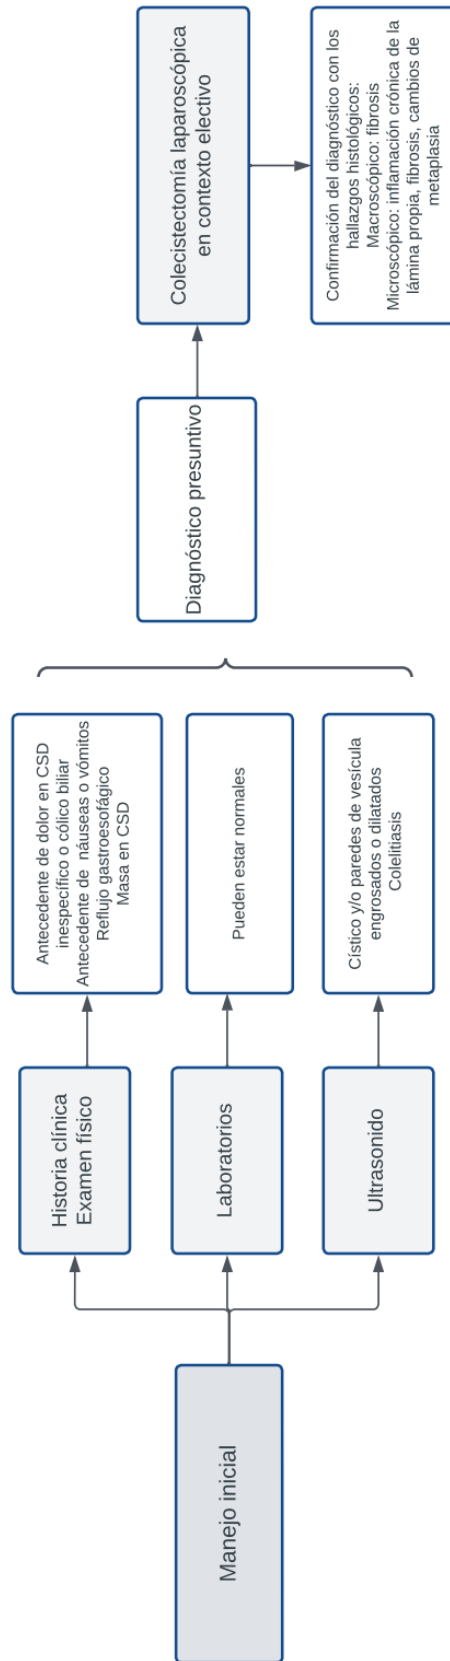 Manejo inicial
Historia clínica
Examen físico
Antecedente de dolor en CSD
inespecífico o cólico biliar
Antecedente de náuseas o vómitos
Reflujo gastroesofágico
Masa en CSD
Laboratorios
Pueden estar normales
Ultrasonido
Cístico y/o paredes de vesícula
engrosados o dilatados
Colelitiasis
Diagnóstico presuntivo
Colecistectomía laparoscópica
en contexto electivo
Confirmación del diagnóstico con los
hallazgos histológicos:
Macroscópico: fibrosis
Microscópico: inflamación crónica de la
lámina propia, fibrosis, cambios de
metaplasia